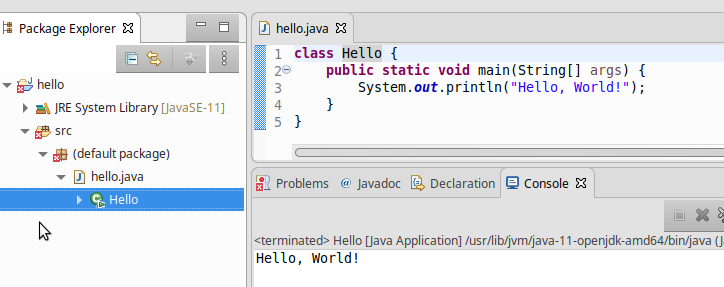 Package Explorer
hello
JRE System Library [JavaSE-11]
src
(default package)
hello.java
Hello
hello.java
1 class Hello {
2 public static void main(String[] args) {
3 System.out.println("Hello, World!");
4 }
5 }
Problems
@ Javadoc
Declaration
Console
<terminated> Hello [Java Application] /usr/lib/jvm/java-11-openjdk-amd64/bin/java
Hello, World!